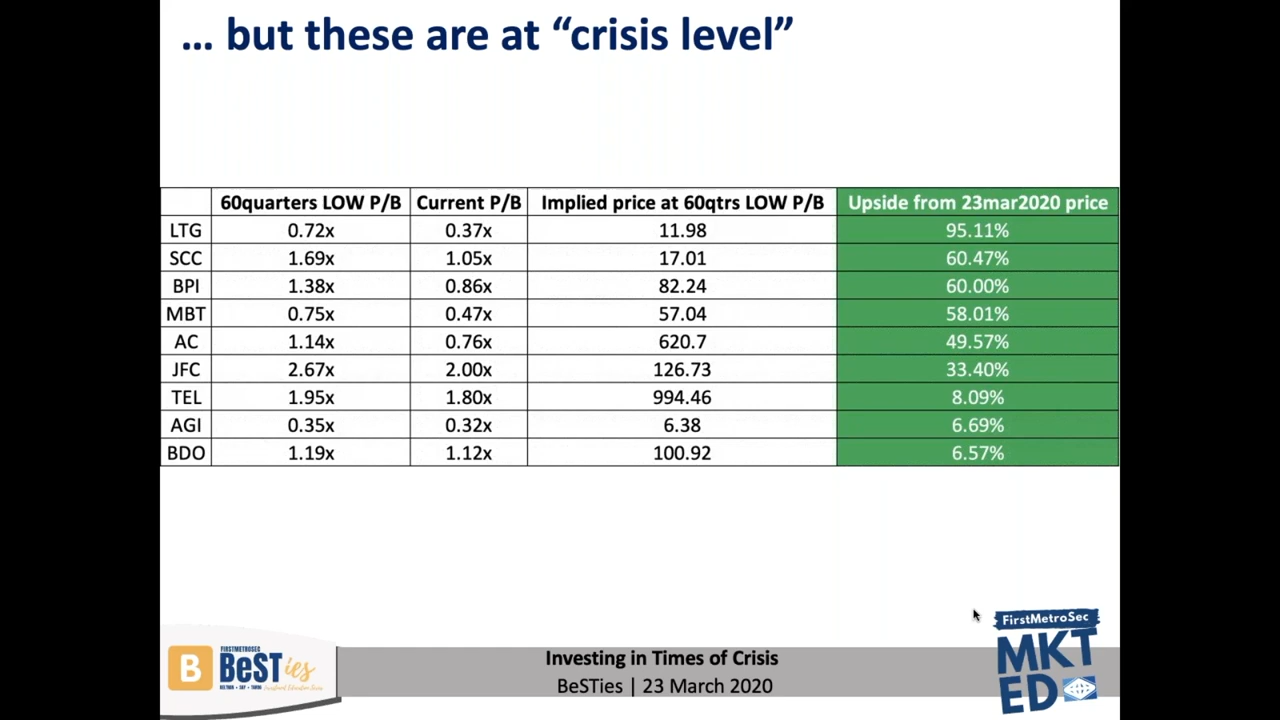 ... but these are at “crisis level”
60quarters LOW P/B Current P/B Implied price at 60qtrs LOW P/B Upside from 23mar2020 price
LTG 0.72x 0.37x 11.98 95.11%
SCC 1.69x 1.05x 17.01 60.47%
BPI 1.38x 0.86x 82.24 60.00%
MBT 0.75x 0.47x 57.04 58.01%
AC 1.14x 0.76x 620.7 49.57%
JFC 2.67x 2.00x 126.73 33.40%
TEL 1.95x 1.80x 994.46 8.09%
AGI 0.35x 0.32x 6.38 6.69%
BDO 1.19x 1.12x 100.92 6.57%
B
FIRSTMETROSEC
BeSTies
Investing in Times of Crisis
BeSTies | 23 March 2020
FirstMetroSec
MKT
ED